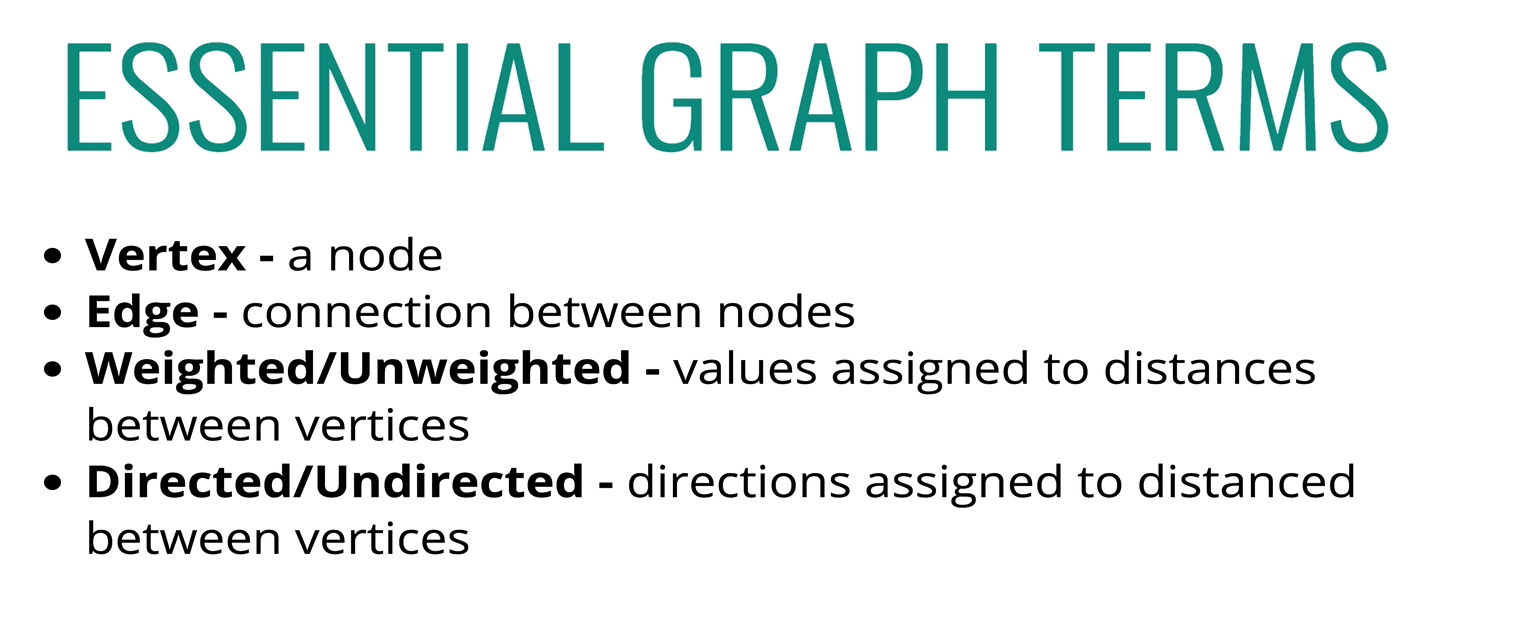 ESSENTIAL GRAPH TERMS
• Vertex - a node
• Edge - connection between nodes
• Weighted/Unweighted - values assigned to distances
between vertices
• Directed/Undirected - directions assigned to distanced
between vertices